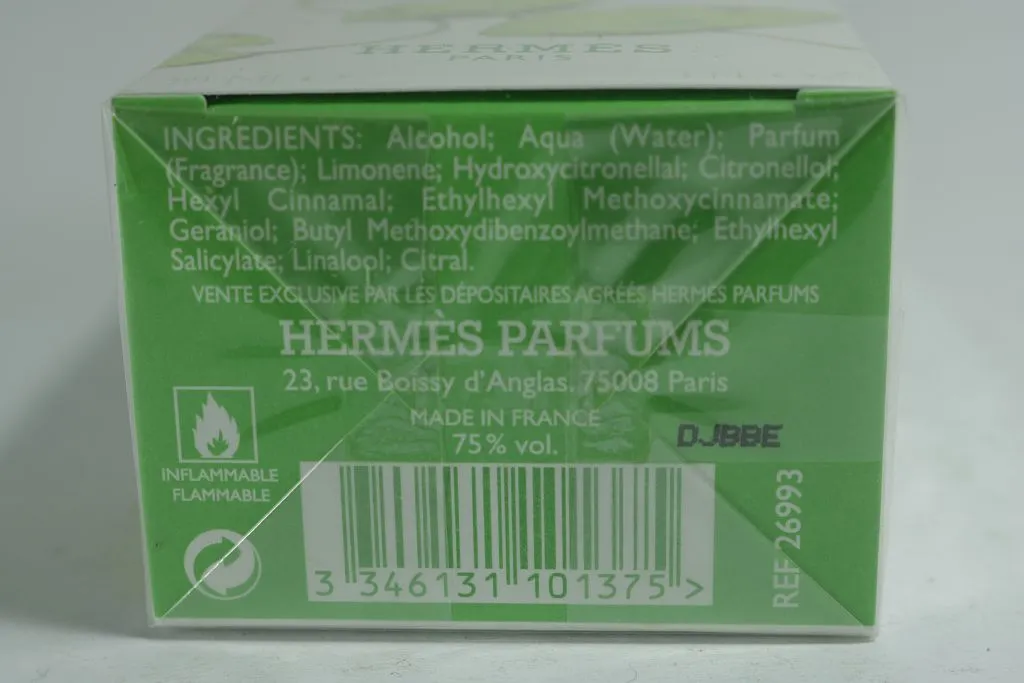 HERMÈS
PARIS
INGREDIENTS: Alcohol; Aqua (Water); Parfum
(Fragrance); Limonene; Hydroxycitronellal; Citronellol;
Hexyl Cinnamal; Ethylhexyl Methoxycinnamate;
Geraniol; Butyl Methoxydibenzoylmethane; Ethylhexyl
Salicylate; Linalool; Citral.
VENTE EXCLUSIVE PAR LES DÉPOSITAIRES AGRÉÉS HERMES PARFUMS
HERMÈS PARFUMS
23, rue Boissy d'Anglas. 75008 Paris
MADE IN FRANCE
75% vol.
DJBBE
INFLAMMABLE
FLAMMABLE
3 346131 101375 >
REF. 26993